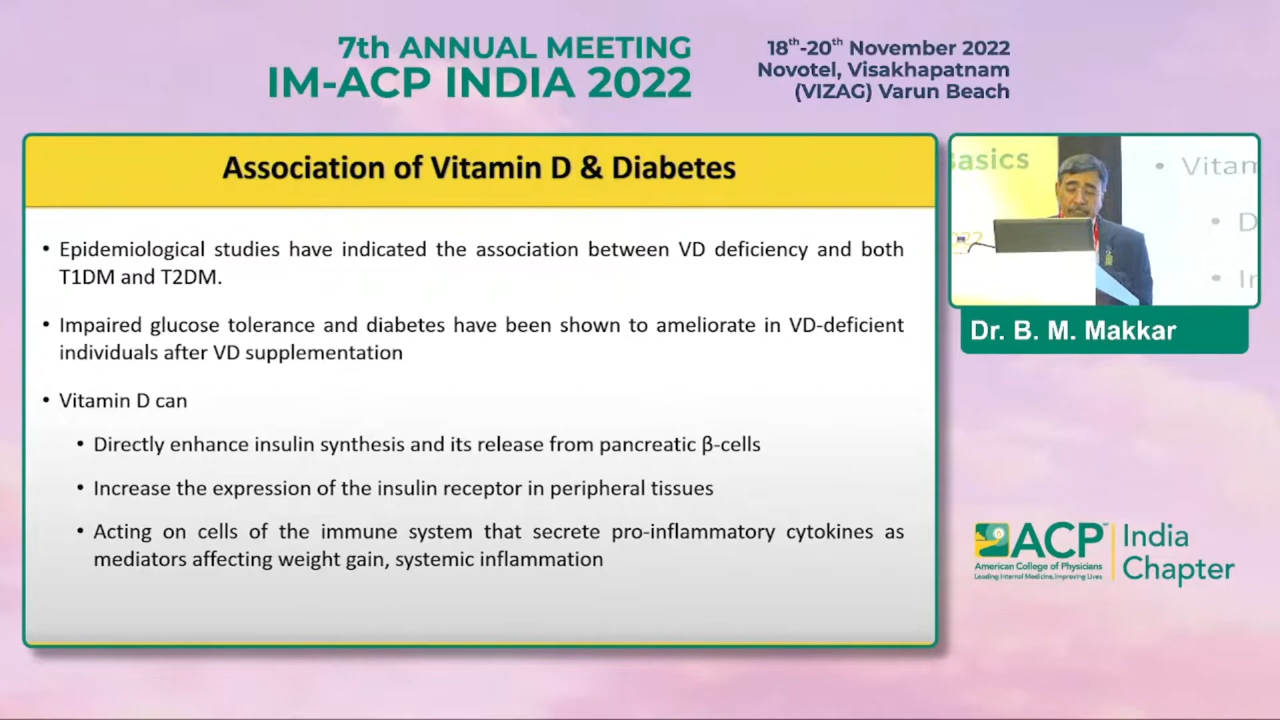 7th ANNUAL MEETING
IM-ACP INDIA 2022
18th-20th November 2022
Novotel, Visakhapatnam
(VIZAG) Varun Beach
Association of Vitamin D & Diabetes
• Epidemiological studies have indicated the association between VD deficiency and both
T1DM and T2DM.
• Impaired glucose tolerance and diabetes have been shown to ameliorate in VD-deficient
individuals after VD supplementation
• Vitamin D can
• Directly enhance insulin synthesis and its release from pancreatic β-cells
• Increase the expression of the insulin receptor in peripheral tissues
• Acting on cells of the immune system that secrete pro-inflammatory cytokines as
mediators affecting weight gain, systemic inflammation
asics
• Vitam
• D
• In
Dr. B. M. Makkar
ACP
American College of Physicians
Leading Internal Medicine, Improving Lives
India
Chapter